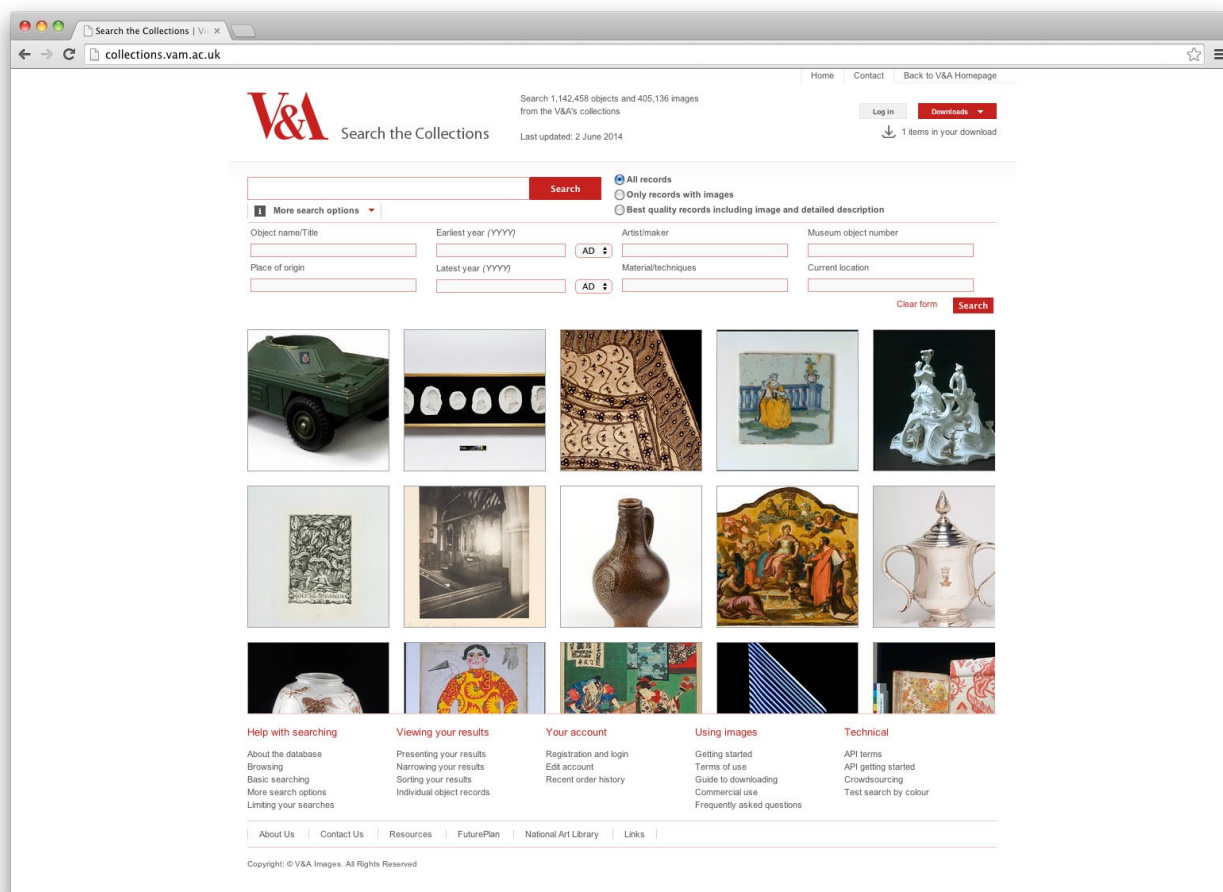 Search the Collections | Vi
collections.vam.ac.uk
Home Contact Back to V&A Homepage
V&A Search the Collections
Search 1,142,458 objects and 405,136 images
from the V&A's collections
Last updated: 2 June 2014
Log in Downloads
1 items in your download
Search
All records
Only records with images
Best quality records including image and detailed description
i More search options
Object name/Title Earliest year (YYYY) AD Artist/maker Museum object number
Place of origin Latest year (YYYY) AD Material/techniques Current location
Clear form Search
Help with searching Viewing your results Your account Using images Technical
About the database Presenting your results Registration and login Getting started API terms
Browsing Narrowing your results Edit account Terms of use API getting started
Basic searching Sorting your results Recent order history Guide to downloading Crowdsourcing
More search options Individual object records Commercial use Test search by colour
Limiting your searches Frequently asked questions
About Us Contact Us Resources FuturePlan National Art Library Links
Copyright: © V&A Images. All Rights Reserved